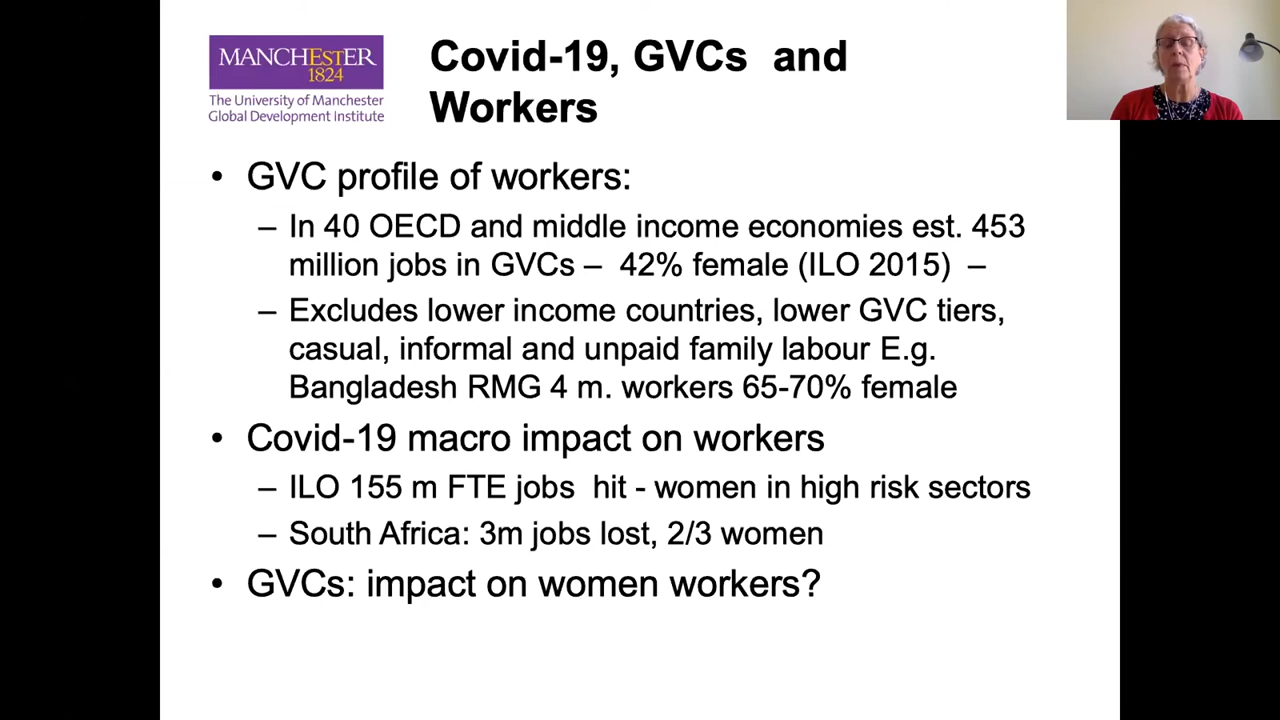 MANCHESTER
1824
The University of Manchester
Global Development Institute
Covid-19, GVCs and
Workers
• GVC profile of workers:
– In 40 OECD and middle income economies est. 453
million jobs in GVCs – 42% female (ILO 2015) –
– Excludes lower income countries, lower GVC tiers,
casual, informal and unpaid family labour E.g.
Bangladesh RMG 4 m. workers 65-70% female
• Covid-19 macro impact on workers
– ILO 155 m FTE jobs hit - women in high risk sectors
– South Africa: 3m jobs lost, 2/3 women
• GVCs: impact on women workers?